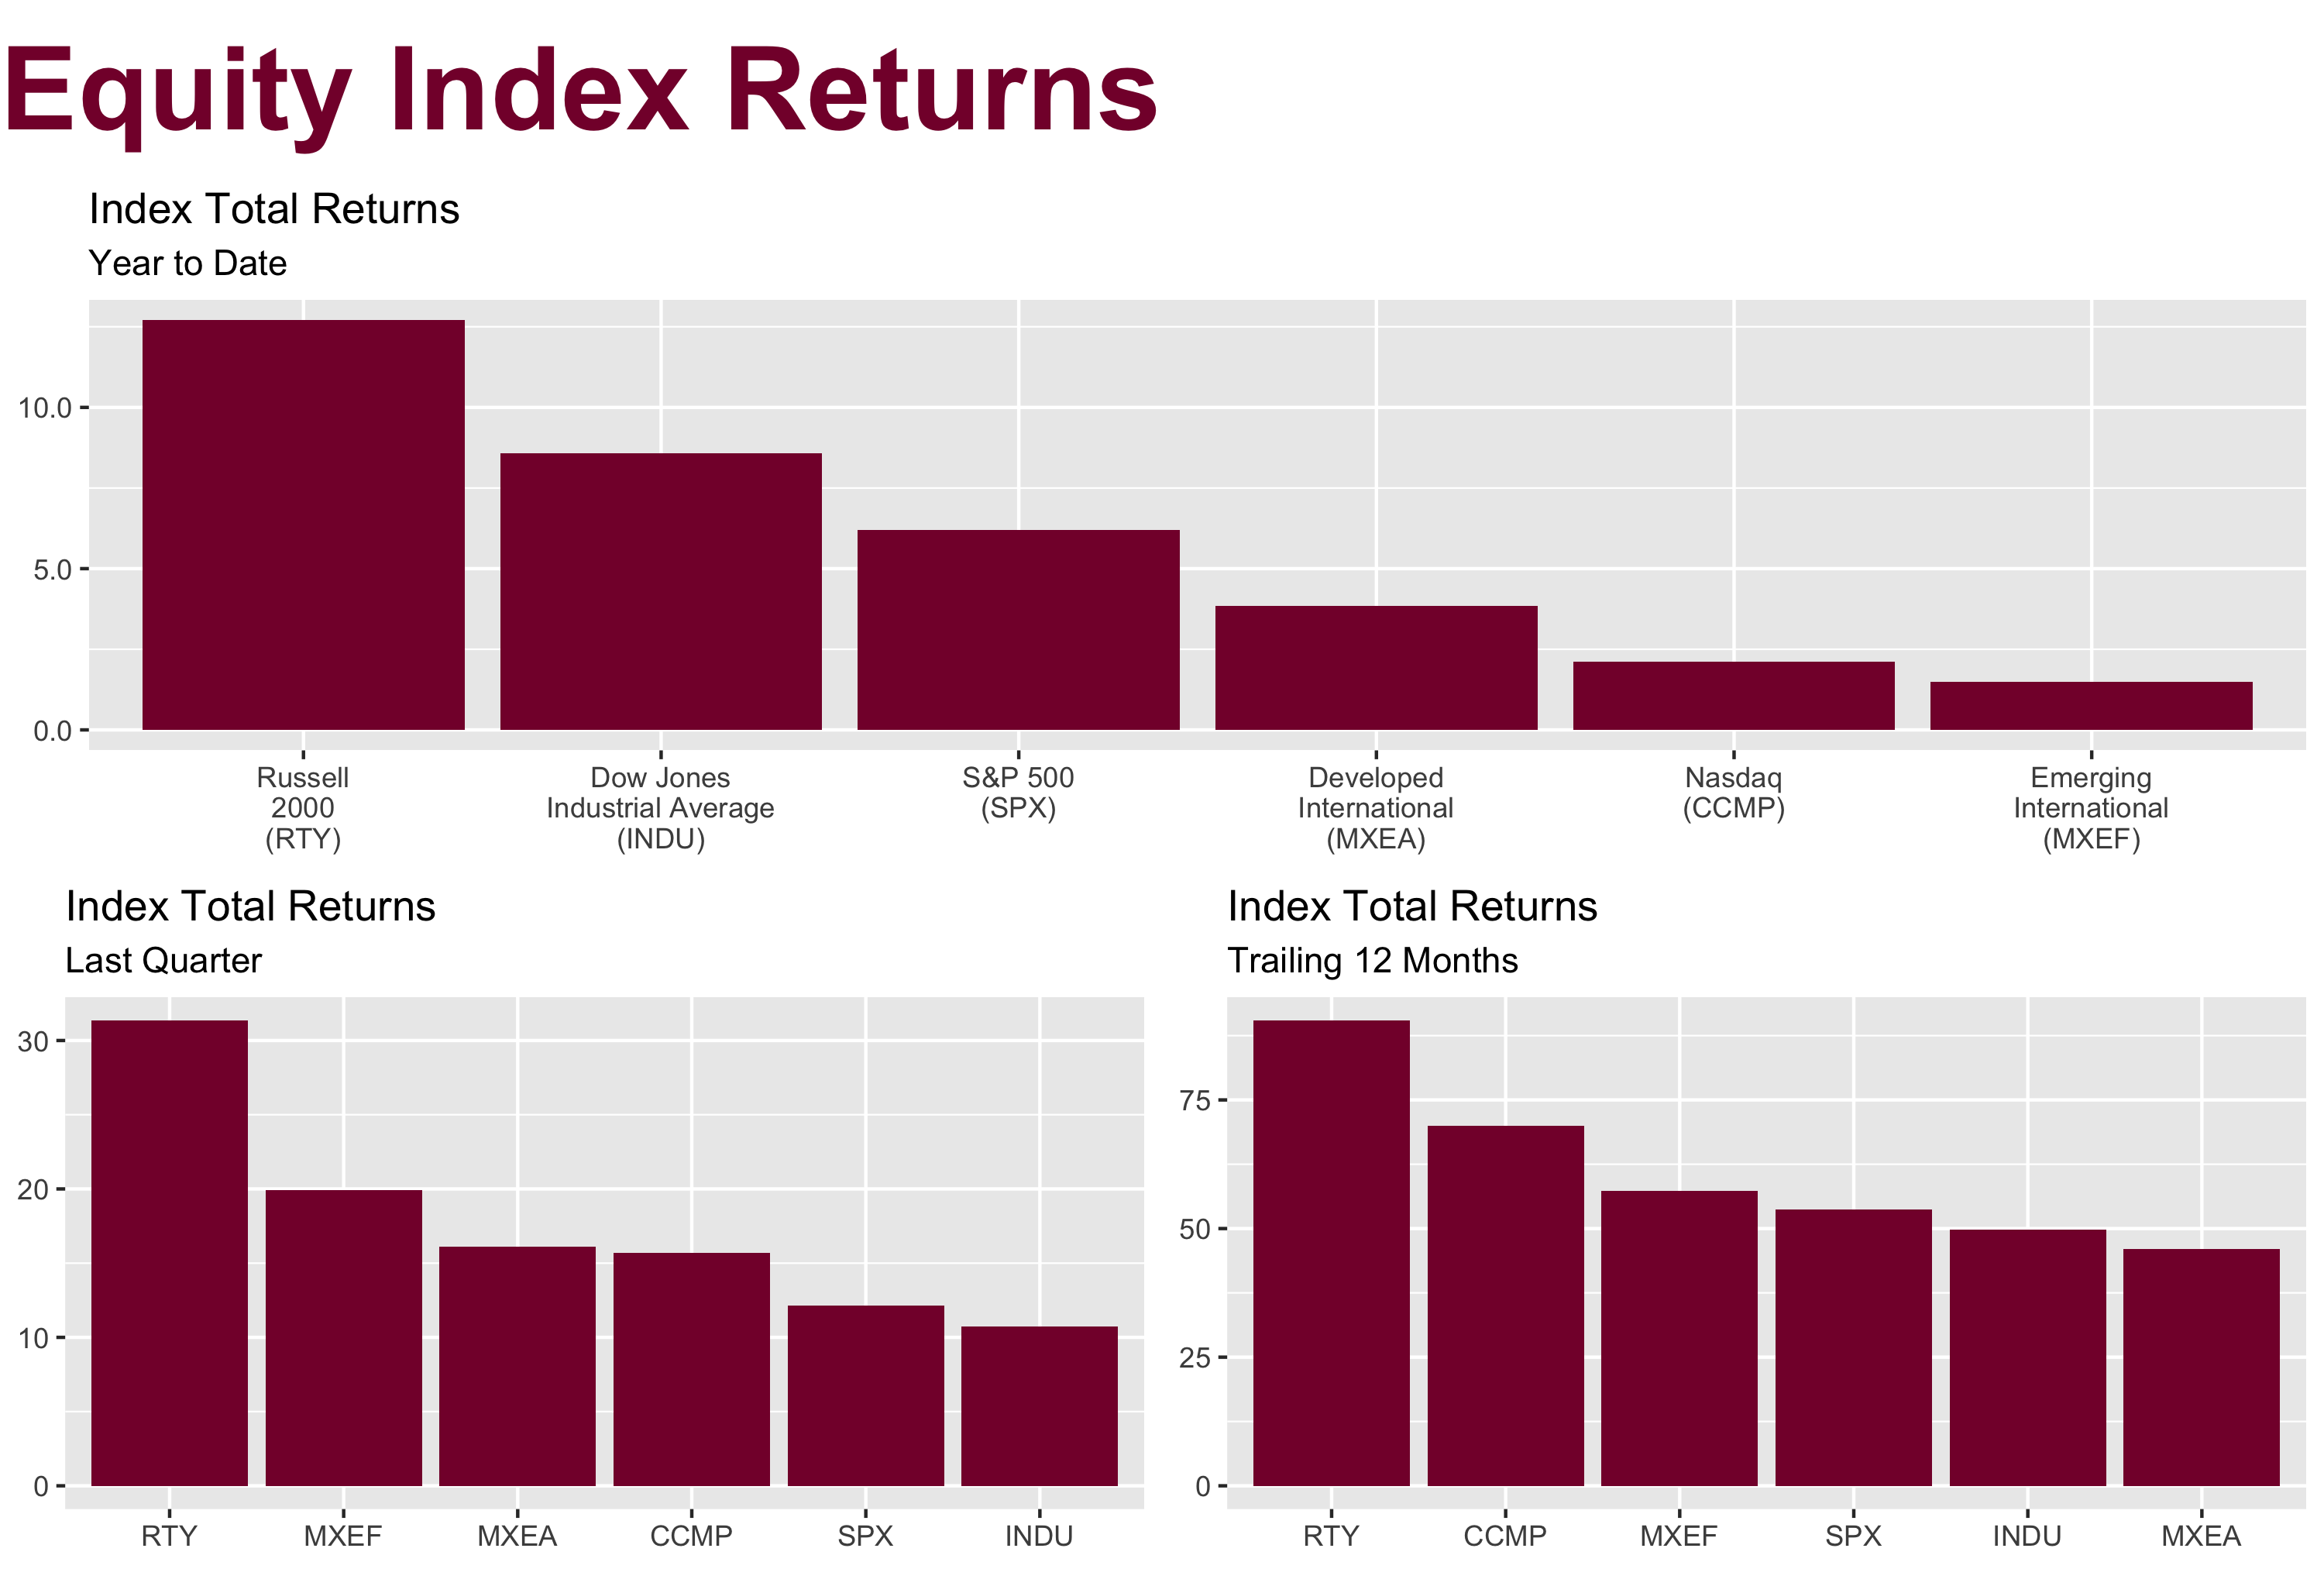 Equity Index Returns
Index Total Returns
Year to Date
10.0
5.0
0.0
Russell
2000
(RTY)
Dow Jones
Industrial Average
(INDU)
S&P 500
(SPX)
Developed
International
(MXEA)
Nasdaq
(CCMP)
Emerging
International
(MXEF)
Index Total Returns
Last Quarter
30
20
10
0
RTY MXEF MXEA CCMP SPX INDU
Index Total Returns
Trailing 12 Months
75
50
25
0
RTY CCMP MXEF SPX INDU MXEA